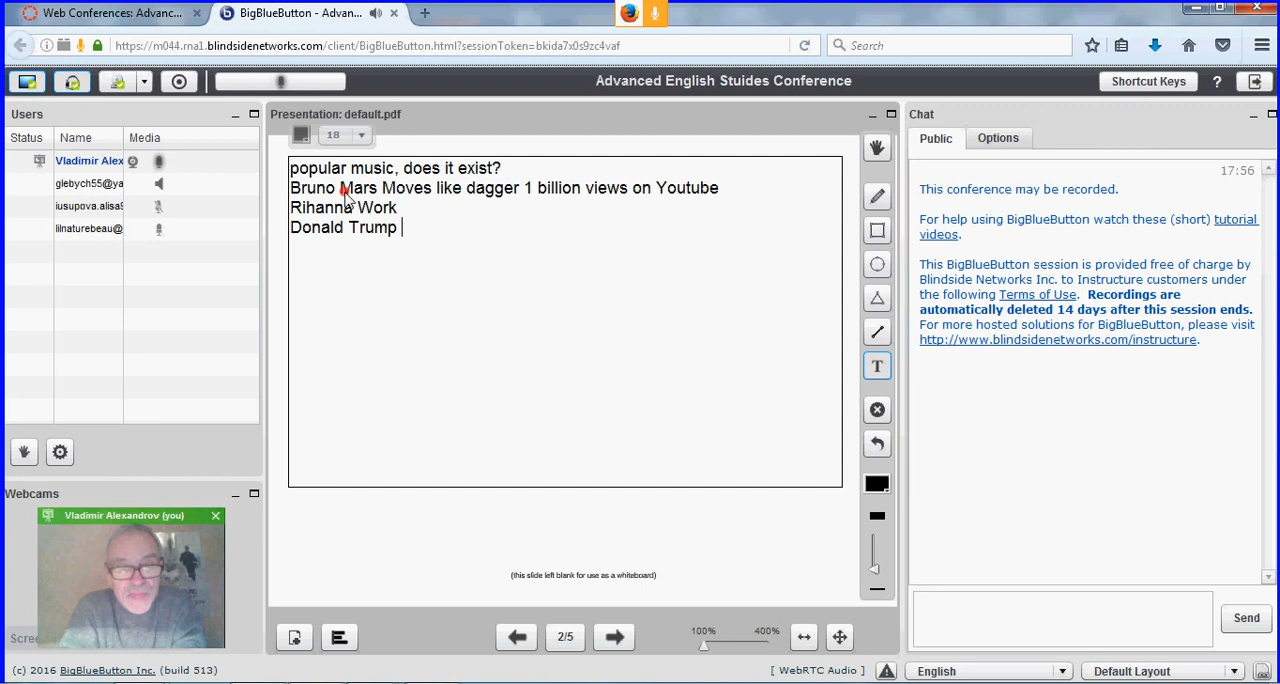 Web Conferences: Advanc...
BigBlueButton - Advan...
https://m044.rna1.blindsidenetworks.com/client/BigBlueButton.html?sessionToken=bkida7x0s9zc4vaf
Search
Advanced English Stuides Conference
Shortcut Keys
?
Users
Status Name Media
Vladimir Alex
glebych55@ya
iusupova.alisa9
liinaturebeau@
Webcams
Vladimir Alexandrov (you)
Presentation: default.pdf
18
popular music, does it exist?
Bruno Mars Moves like dagger 1 billion views on Youtube
Rihanna Work
Donald Trump
T
(this slide left blank for use as a whiteboard)
2/5
100% 400%
Chat
Public Options
17:56
This conference may be recorded.
For help using BigBlueButton watch these (short) tutorial
videos.
This BigBlueButton session is provided free of charge by
Blindside Networks Inc. to Instructure customers under
the following Terms of Use. Recordings are
automatically deleted 14 days after this session ends.
For more hosted solutions for BigBlueButton, please visit
http://www.blindsidenetworks.com/instructure.
Send
(c) 2016 BigBlueButton Inc. (build 513)
[ WebRTC Audio ]
English
Default Layout